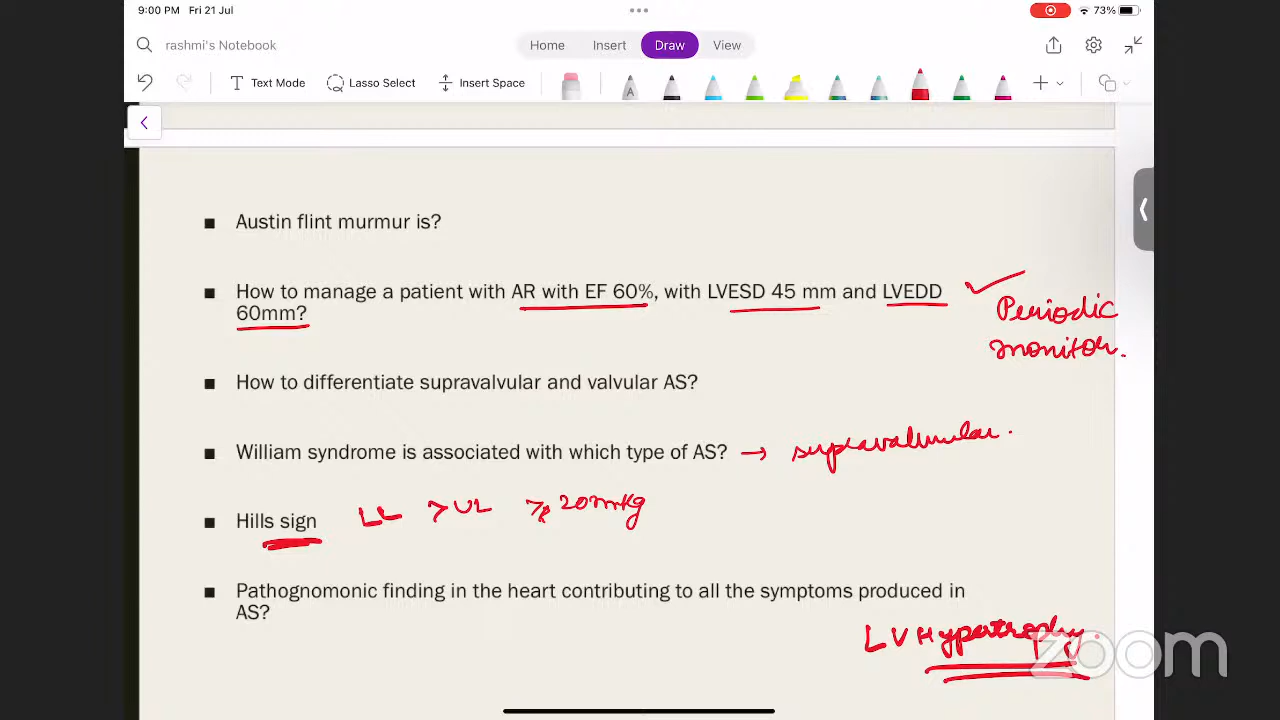 9:00 PM Fri 21 Jul
73%
rashmi's Notebook
Home Insert Draw View
Text Mode Lasso Select Insert Space
A
■ Austin flint murmur is?
■ How to manage a patient with AR with EF 60%, with LVESD 45 mm and LVEDD
60mm?
Periodic
monitor.
■ How to differentiate supravalvular and valvular AS?
■ William syndrome is associated with which type of AS? → supravalvular.
■ Hills sign LL > UL ≥ 20mmHg
■ Pathognomonic finding in the heart contributing to all the symptoms produced in
AS?
LV Hypertrophy.
zoom